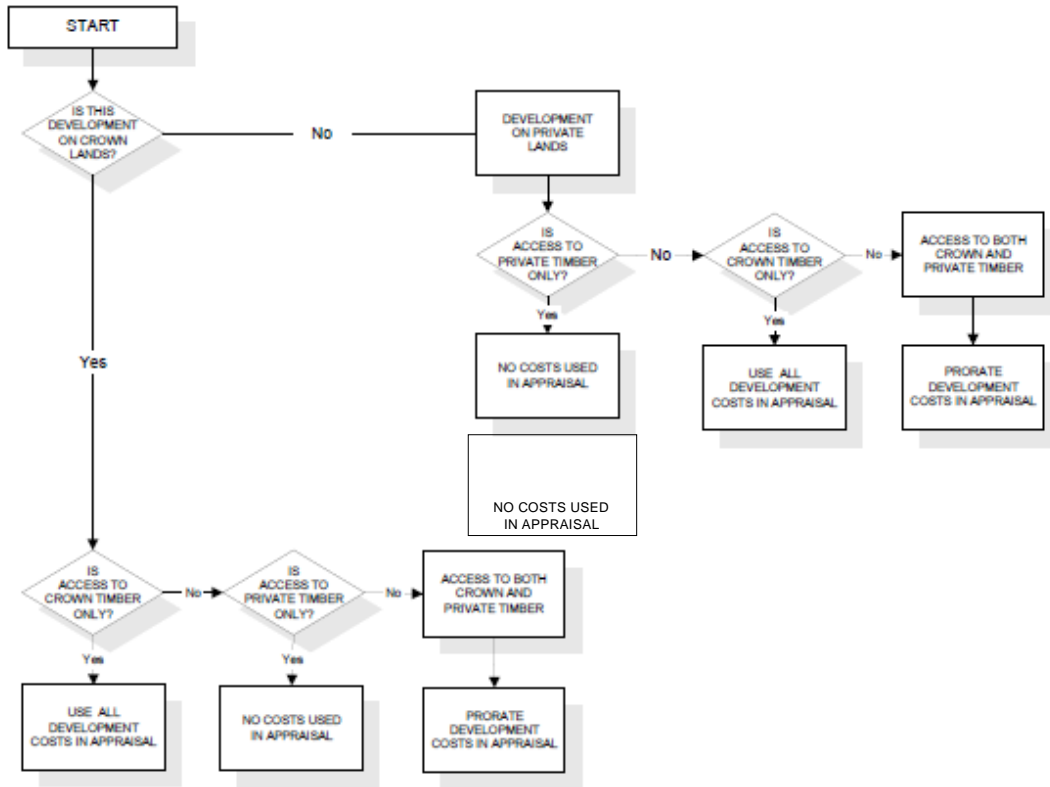 START
IS THIS
DEVELOPMENT
ON CROWN
LANDS?
No
DEVELOPMENT
ON PRIVATE
LANDS
IS
ACCESS TO
PRIVATE TIMBER
ONLY?
No
IS
ACCESS TO
CROWN TIMBER
ONLY?
No
ACCESS TO BOTH
CROWN AND
PRIVATE TIMBER
Yes
Yes
NO COSTS USED
IN APPRAISAL
USE ALL
DEVELOPMENT
COSTS IN APPRAISAL
PRORATE
DEVELOPMENT
COSTS IN APPRAISAL
Yes
NO COSTS USED
IN APPRAISAL
IS
ACCESS TO
CROWN TIMBER
ONLY?
No
IS
ACCESS TO
PRIVATE TIMBER
ONLY?
No
ACCESS TO BOTH
CROWN AND
PRIVATE TIMBER
Yes
Yes
USE ALL
DEVELOPMENT
COSTS IN APPRAISAL
NO COSTS USED
IN APPRAISAL
PRORATE
DEVELOPMENT
COSTS IN APPRAISAL